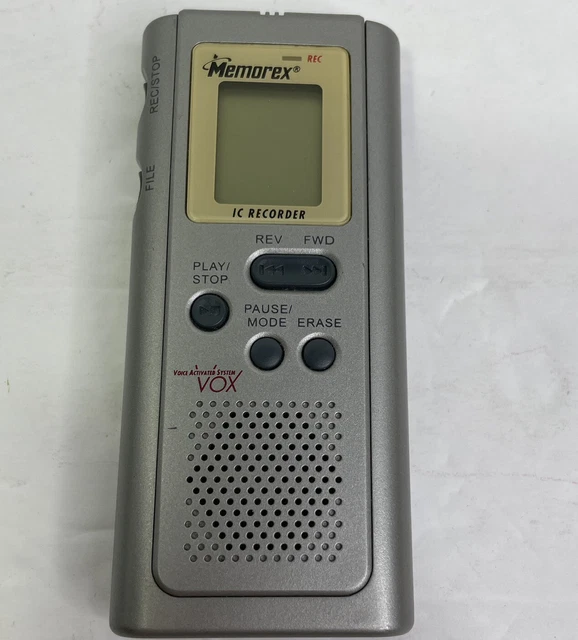 REC
Memorex®
IC RECORDER
REC/STOP
FILE
REV FWD
PLAY/
STOP
PAUSE/
MODE ERASE
VOICE ACTIVATED SYSTEM
VOX